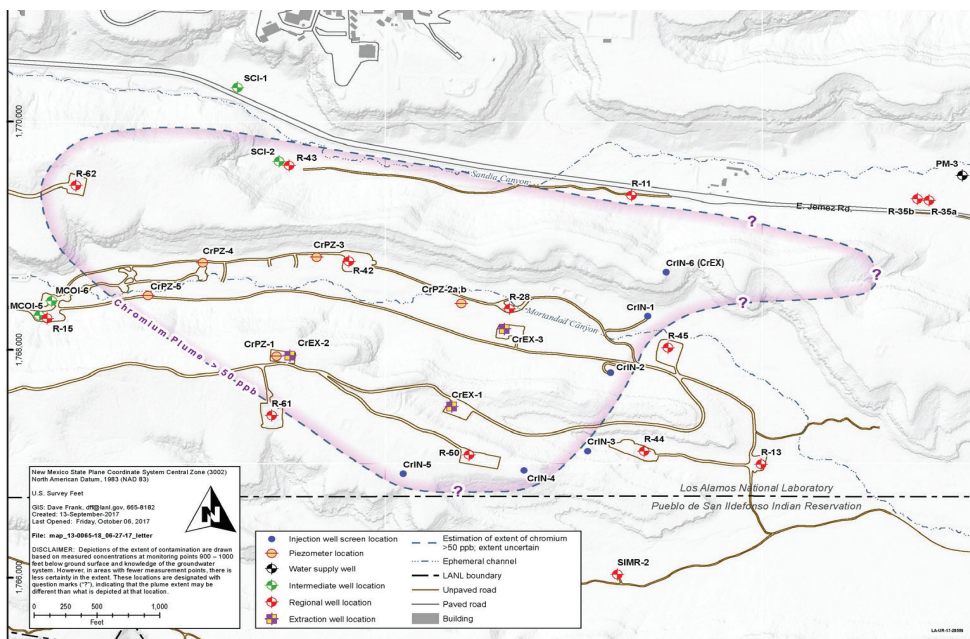 SCI-1
1,770,000
SCI-2
R-43
Sandia Canyon
PM-3
R-62
R-11
E. Jemez Rd.
R-35b
R-35a
?
CrPZ-4
CrPZ-3
R-42
CrIN-6 (CrEX)
?
MCOI-6
CrPZ-5
MCOI-5
R-15
CrPZ-2a,b
R-28
Mortandad Canyon
CrIN-1
?
Chromium Plume > 50 ppb
CrEX-3
R-45
1,768,000
CrPZ-1
CrEX-2
CrIN-2
CrEX-1
R-61
R-50
CrIN-3
R-44
R-13
CrIN-5
CrIN-4
?
Los Alamos National Laboratory
Pueblo de San Ildefonso Indian Reservation
SIMR-2
1,766,000
New Mexico State Plane Coordinate System Central Zone (3002)
North American Datum, 1983 (NAD 83)
U.S. Survey Feet
GIS: Dave Frank, dff@lanl.gov, 665-8182
Created: 13-September-2017
Last Opened: Friday, October 06, 2017
File: map_13-0065-18_06-27-17_letter
N
DISCLAIMER: Depictions of the extent of contamination are drawn
based on measured concentrations at monitoring points 900 – 1000
feet below ground surface and knowledge of the groundwater
system. However, in areas with fewer measurement points, there is
less certainty in the extent. These locations are designated with
question marks ("?"), indicating that the plume extent may be
different than what is depicted at that location.
0 500 1,000
Feet
Injection well screen location
Piezometer location
Water supply well
Intermediate well location
Regional well location
Extraction well location
Estimation of extent of chromium
>50 ppb; extent uncertain
Ephemeral channel
LANL boundary
Unpaved road
Paved road
Building